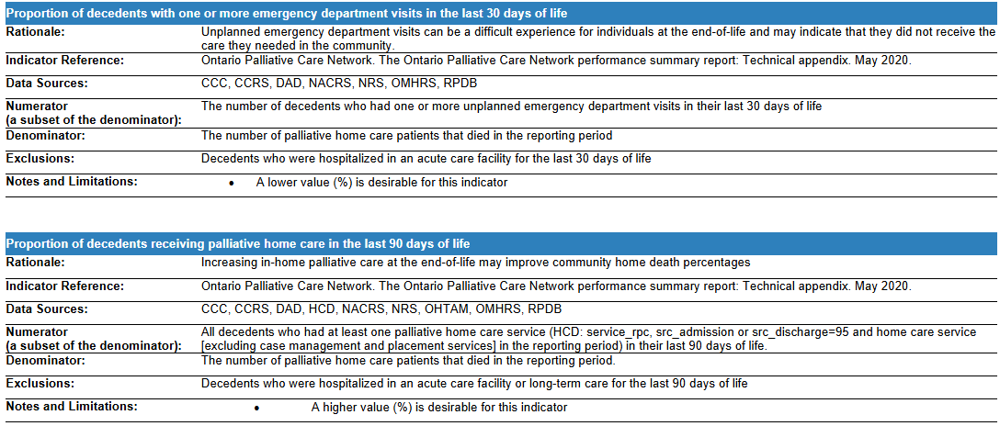 Proportion of decedents with one or more emergency department visits in the last 30 days of life
Rationale: Unplanned emergency department visits can be a difficult experience for individuals at the end-of-life and may indicate that they did not receive the
care they needed in the community.
Indicator Reference: Ontario Palliative Care Network. The Ontario Palliative Care Network performance summary report: Technical appendix. May 2020.
Data Sources: CCC, CCRS, DAD, NACRS, NRS, OMHRS, RPDB
Numerator The number of decedents who had one or more unplanned emergency department visits in their last 30 days of life
(a subset of the denominator):
Denominator: The number of palliative home care patients that died in the reporting period
Exclusions: Decedents who were hospitalized in an acute care facility for the last 30 days of life
Notes and Limitations: • A lower value (%) is desirable for this indicator
Proportion of decedents receiving palliative home care in the last 90 days of life
Rationale: Increasing in-home palliative care at the end-of-life may improve community home death percentages
Indicator Reference: Ontario Palliative Care Network. The Ontario Palliative Care Network performance summary report: Technical appendix. May 2020.
Data Sources: CCC, CCRS, DAD, HCD, NACRS, NRS, OHTAM, OMHRS, RPDB
Numerator All decedents who had at least one palliative home care service (HCD: service_rpc, src_admission or src_discharge=95 and home care service
(a subset of the denominator): [excluding case management and placement services] in the reporting period) in their last 90 days of life.
Denominator: The number of palliative home care patients that died in the reporting period.
Exclusions: Decedents who were hospitalized in an acute care facility or long-term care for the last 90 days of life
Notes and Limitations: • A higher value (%) is desirable for this indicator